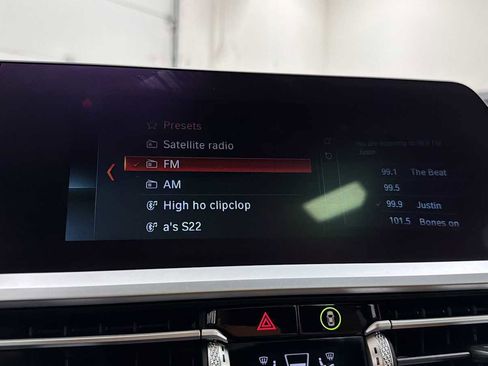 Presets
Satellite radio
FM
AM
High ho clipclop
a's S22
Justin
99.1 The Beat
99.5
99.9 Justin
101.5 Bones on